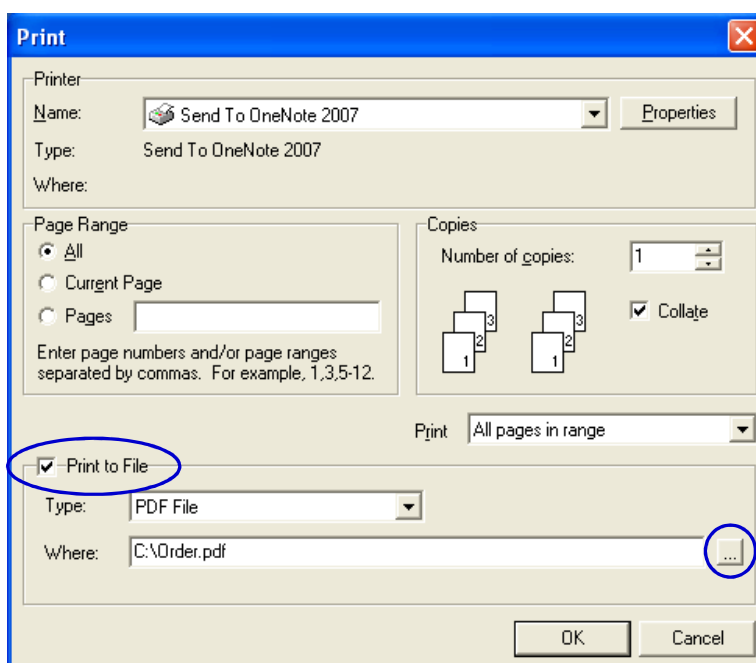 Print
Printer
Name:
Send To OneNote 2007
Properties
Type:
Send To OneNote 2007
Where:
Page Range
All
Current Page
Pages
Enter page numbers and/or page ranges
separated by commas.  For example, 1,3,5-12.
Copies
Number of copies:
1
1
2
3
1
2
3
Collate
Print
All pages in range
Print to File
Type:
PDF File
Where:
C:\Order.pdf
...
OK
Cancel